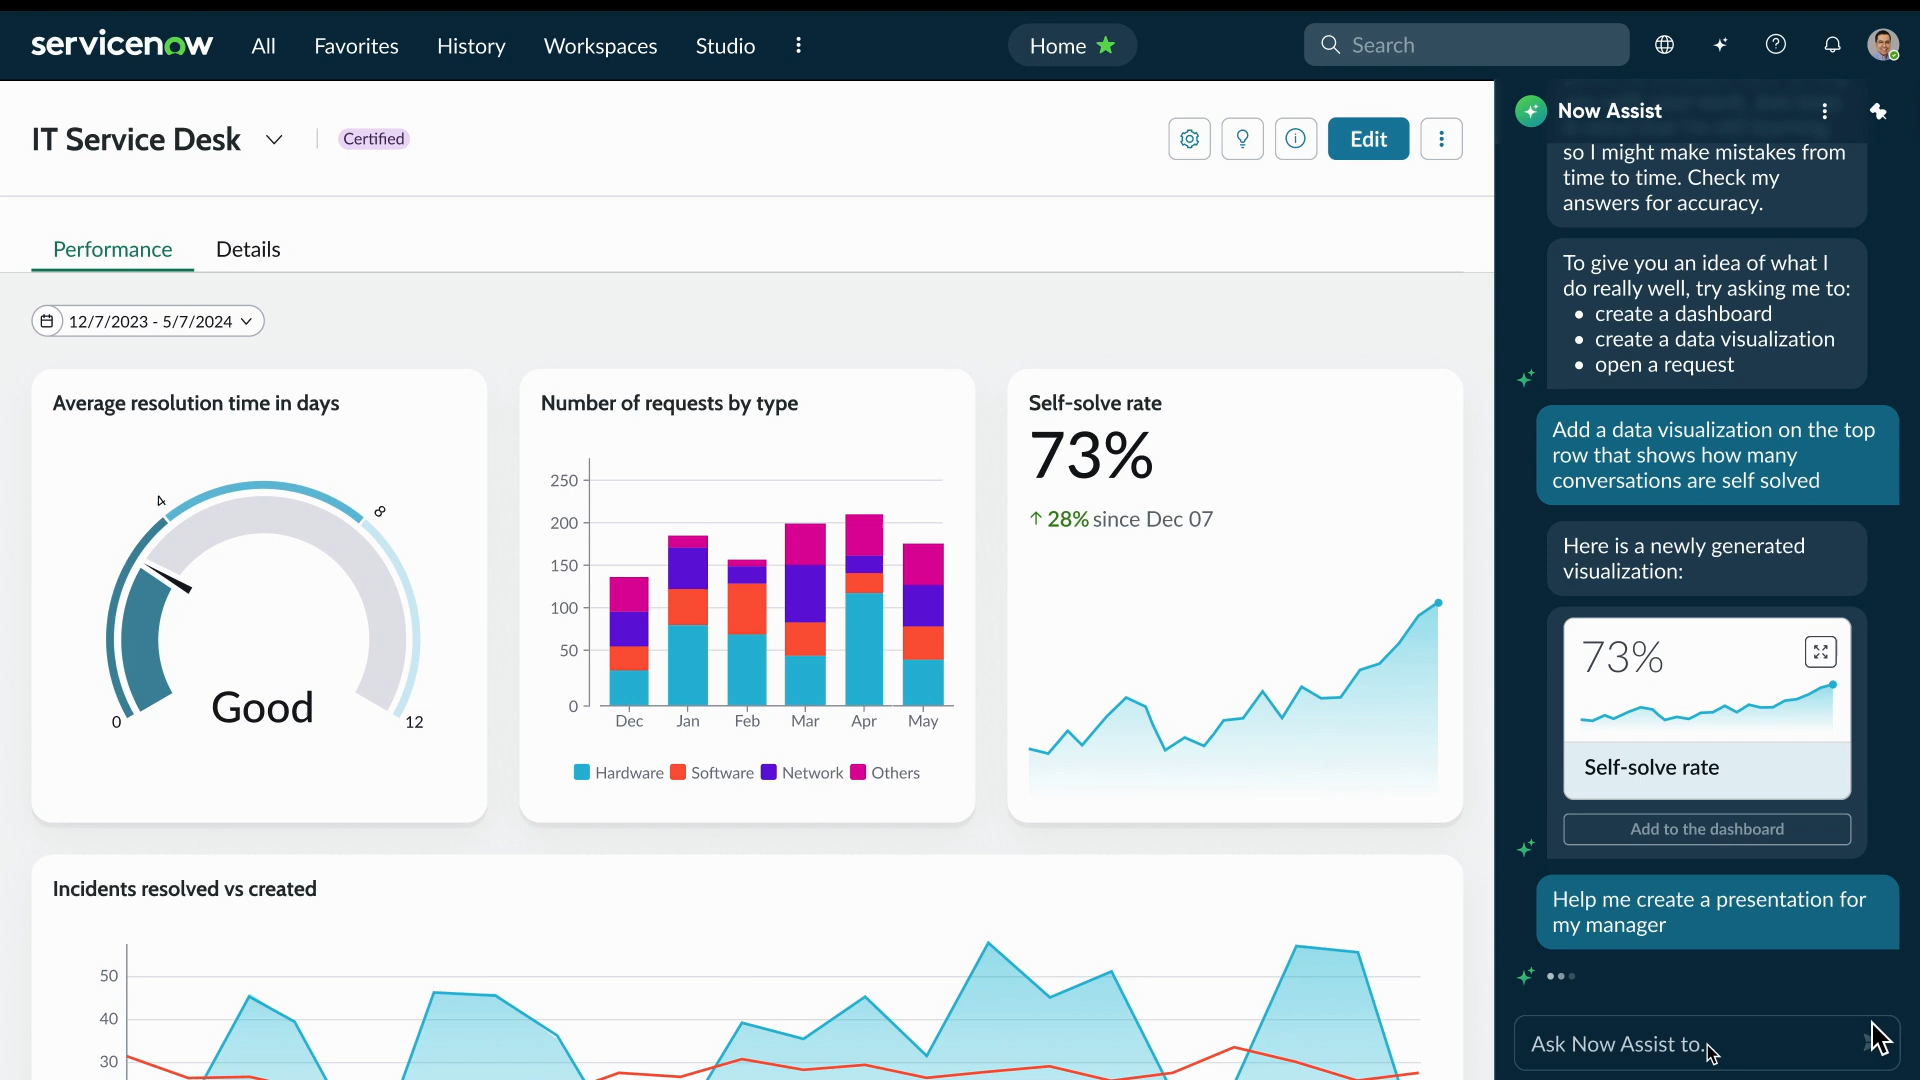 servicenow
All
Favorites
History
Workspaces
Studio
Home
Search
IT Service Desk
Certified
Edit
Performance
Details
12/7/2023 - 5/7/2024
Average resolution time in days
0
4
8
12
Good
Number of requests by type
250
200
150
100
50
0
Dec
Jan
Feb
Mar
Apr
May
Hardware
Software
Network
Others
Self-solve rate
73%
28% since Dec 07
Incidents resolved vs created
50
40
30
Now Assist
so I might make mistakes from
time to time. Check my
answers for accuracy.
To give you an idea of what I
do really well, try asking me to:
• create a dashboard
• create a data visualization
• open a request
Add a data visualization on the top
row that shows how many
conversations are self solved
Here is a newly generated
visualization:
73%
Self-solve rate
Add to the dashboard
Help me create a presentation for
my manager
Ask Now Assist to..